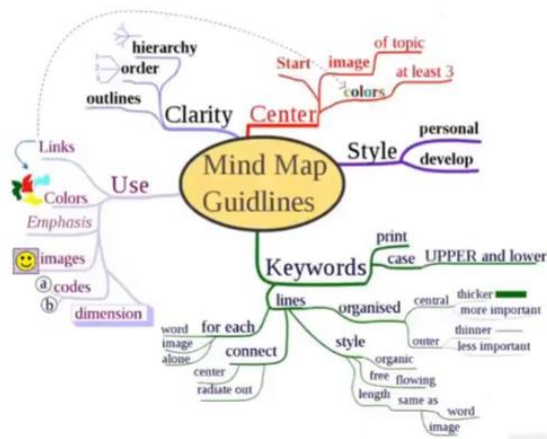 Mind Map
Guidlines
Center
Start
image
of topic
colors
at least 3
Style
personal
develop
Keywords
print
case
UPPER and lower
lines
organised
central
thicker
more important
outer
thinner
less important
style
organic
free
flowing
length
same as
word
image
connect
center
radiate out
for each
word
image
alone
Use
Links
Colors
Emphasis
images
a
b
codes
dimension
Clarity
hierarchy
1
2
3
order
outlines